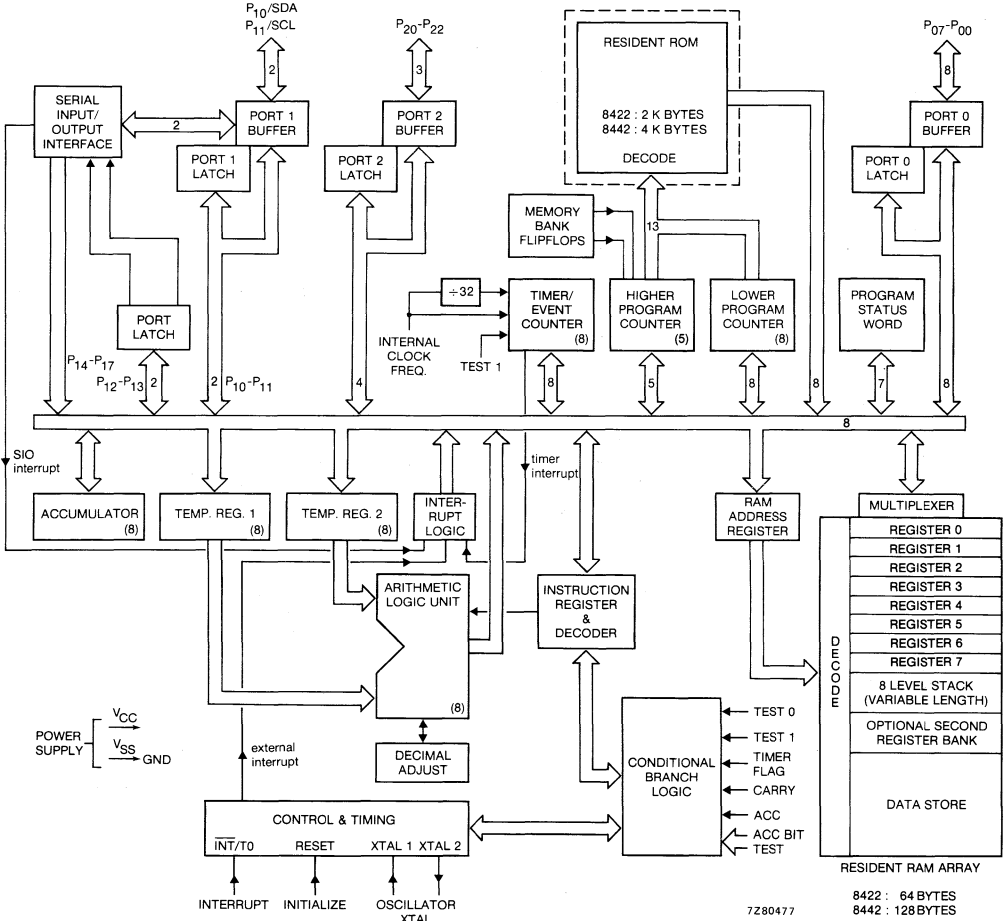 P10/SDA
P11/SCL
2
P20-P22
3
RESIDENT ROM
8422 : 2 K BYTES
8442 : 4 K BYTES
DECODE
P07-P00
8
SERIAL
INPUT/
OUTPUT
INTERFACE
2
PORT 1
BUFFER
PORT 1
LATCH
PORT 2
BUFFER
PORT 2
LATCH
PORT 0
BUFFER
PORT 0
LATCH
MEMORY
BANK
FLIPFLOPS
13
PORT
LATCH
÷32
INTERNAL
CLOCK
FREQ.
TEST 1
TIMER/
EVENT
COUNTER
(8)
HIGHER
PROGRAM
COUNTER
(5)
LOWER
PROGRAM
COUNTER
(8)
PROGRAM
STATUS
WORD
P14-P17
P12-P13
2
2
P10-P11
4
8
5
8
8
7
8
8
SIO
interrupt
timer
interrupt
ACCUMULATOR
(8)
TEMP. REG. 1
(8)
TEMP. REG. 2
(8)
INTER-
RUPT
LOGIC
RAM
ADDRESS
REGISTER
MULTIPLEXER
DECODE
REGISTER 0
REGISTER 1
REGISTER 2
REGISTER 3
REGISTER 4
REGISTER 5
REGISTER 6
REGISTER 7
8 LEVEL STACK
(VARIABLE LENGTH)
OPTIONAL SECOND
REGISTER BANK
DATA STORE
RESIDENT RAM ARRAY
8422 : 64 BYTES
8442 : 128 BYTES
ARITHMETIC
LOGIC UNIT
(8)
INSTRUCTION
REGISTER
&
DECODER
DECIMAL
ADJUST
CONDITIONAL
BRANCH
LOGIC
TEST 0
TEST 1
TIMER
FLAG
CARRY
ACC
ACC BIT
TEST
POWER
SUPPLY
VCC
VSS
GND
external
interrupt
CONTROL & TIMING
INT/T0
RESET
XTAL 1
XTAL 2
INTERRUPT
INITIALIZE
OSCILLATOR
XTAL
7Z80477